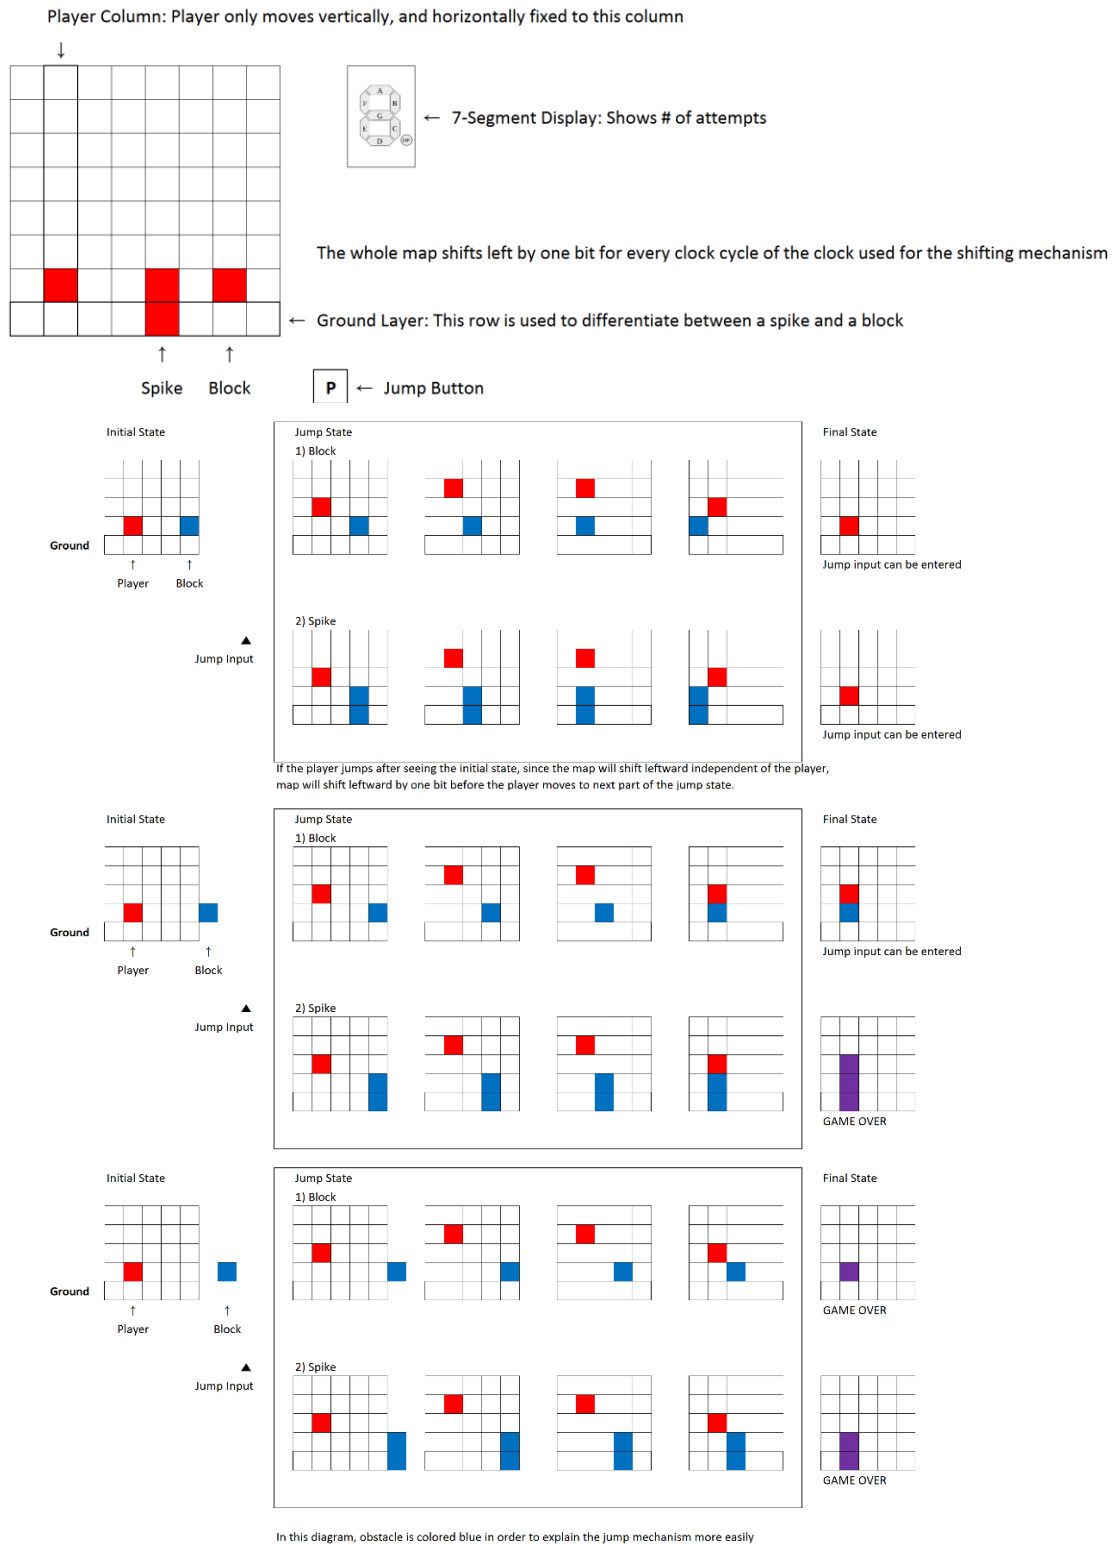 Player Column: Player only moves vertically, and horizontally fixed to this column
↓
A
F
B
G
E
C
D
DP
← 7-Segment Display: Shows # of attempts
The whole map shifts left by one bit for every clock cycle of the clock used for the shifting mechanism
← Ground Layer: This row is used to differentiate between a spike and a block
↑ ↑
Spike Block
P ← Jump Button
Initial State
Jump State
Final State
1) Block
Ground
↑ ↑
Player Block
Jump input can be entered
2) Spike
▲
Jump Input
Jump input can be entered
If the player jumps after seeing the initial state, since the map will shift leftward independent of the player,
map will shift leftward by one bit before the player moves to next part of the jump state.
Initial State
Jump State
Final State
1) Block
Ground
↑ ↑
Player Block
Jump input can be entered
2) Spike
▲
Jump Input
GAME OVER
Initial State
Jump State
Final State
1) Block
Ground
↑ ↑
Player Block
GAME OVER
2) Spike
▲
Jump Input
GAME OVER
In this diagram, obstacle is colored blue in order to explain the jump mechanism more easily